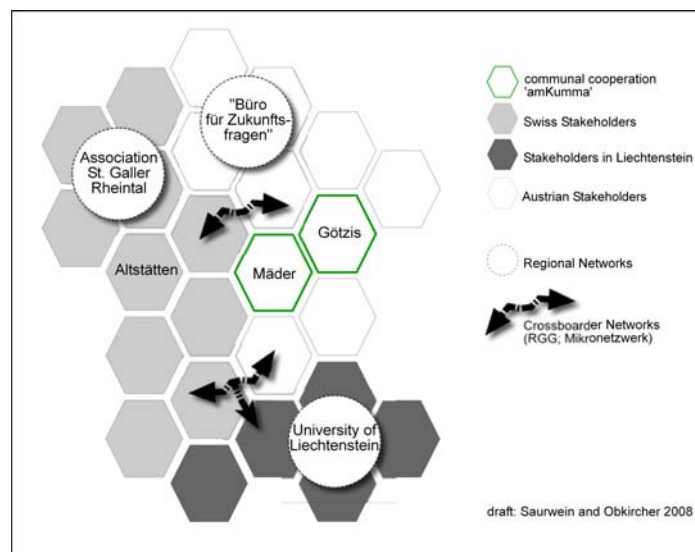 "Büro
für Zukunfts-
fragen"
Association
St. Galler
Rheintal
Götzis
Altstätten
Mäder
University of
Liechtenstein
communal cooperation
'amKumma'
Swiss Stakeholders
Stakeholders in Liechtenstein
Austrian Stakeholders
Regional Networks
Crossboarder Networks
(RGG; Mikronetzwerk)
draft: Saurwein and Obkircher 2008